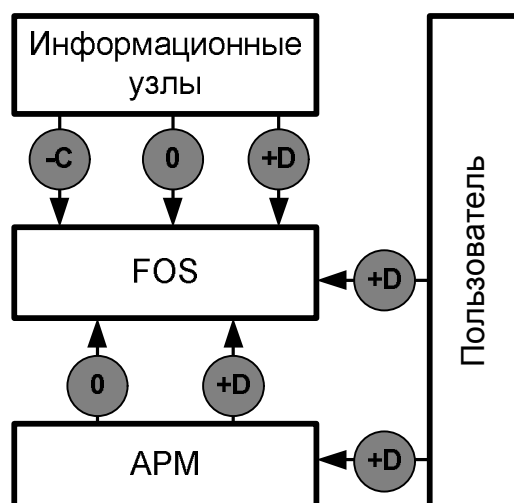 Информационные
узлы
-C
0
+D
FOS
+D
Пользователь
0
+D
АРМ
+D